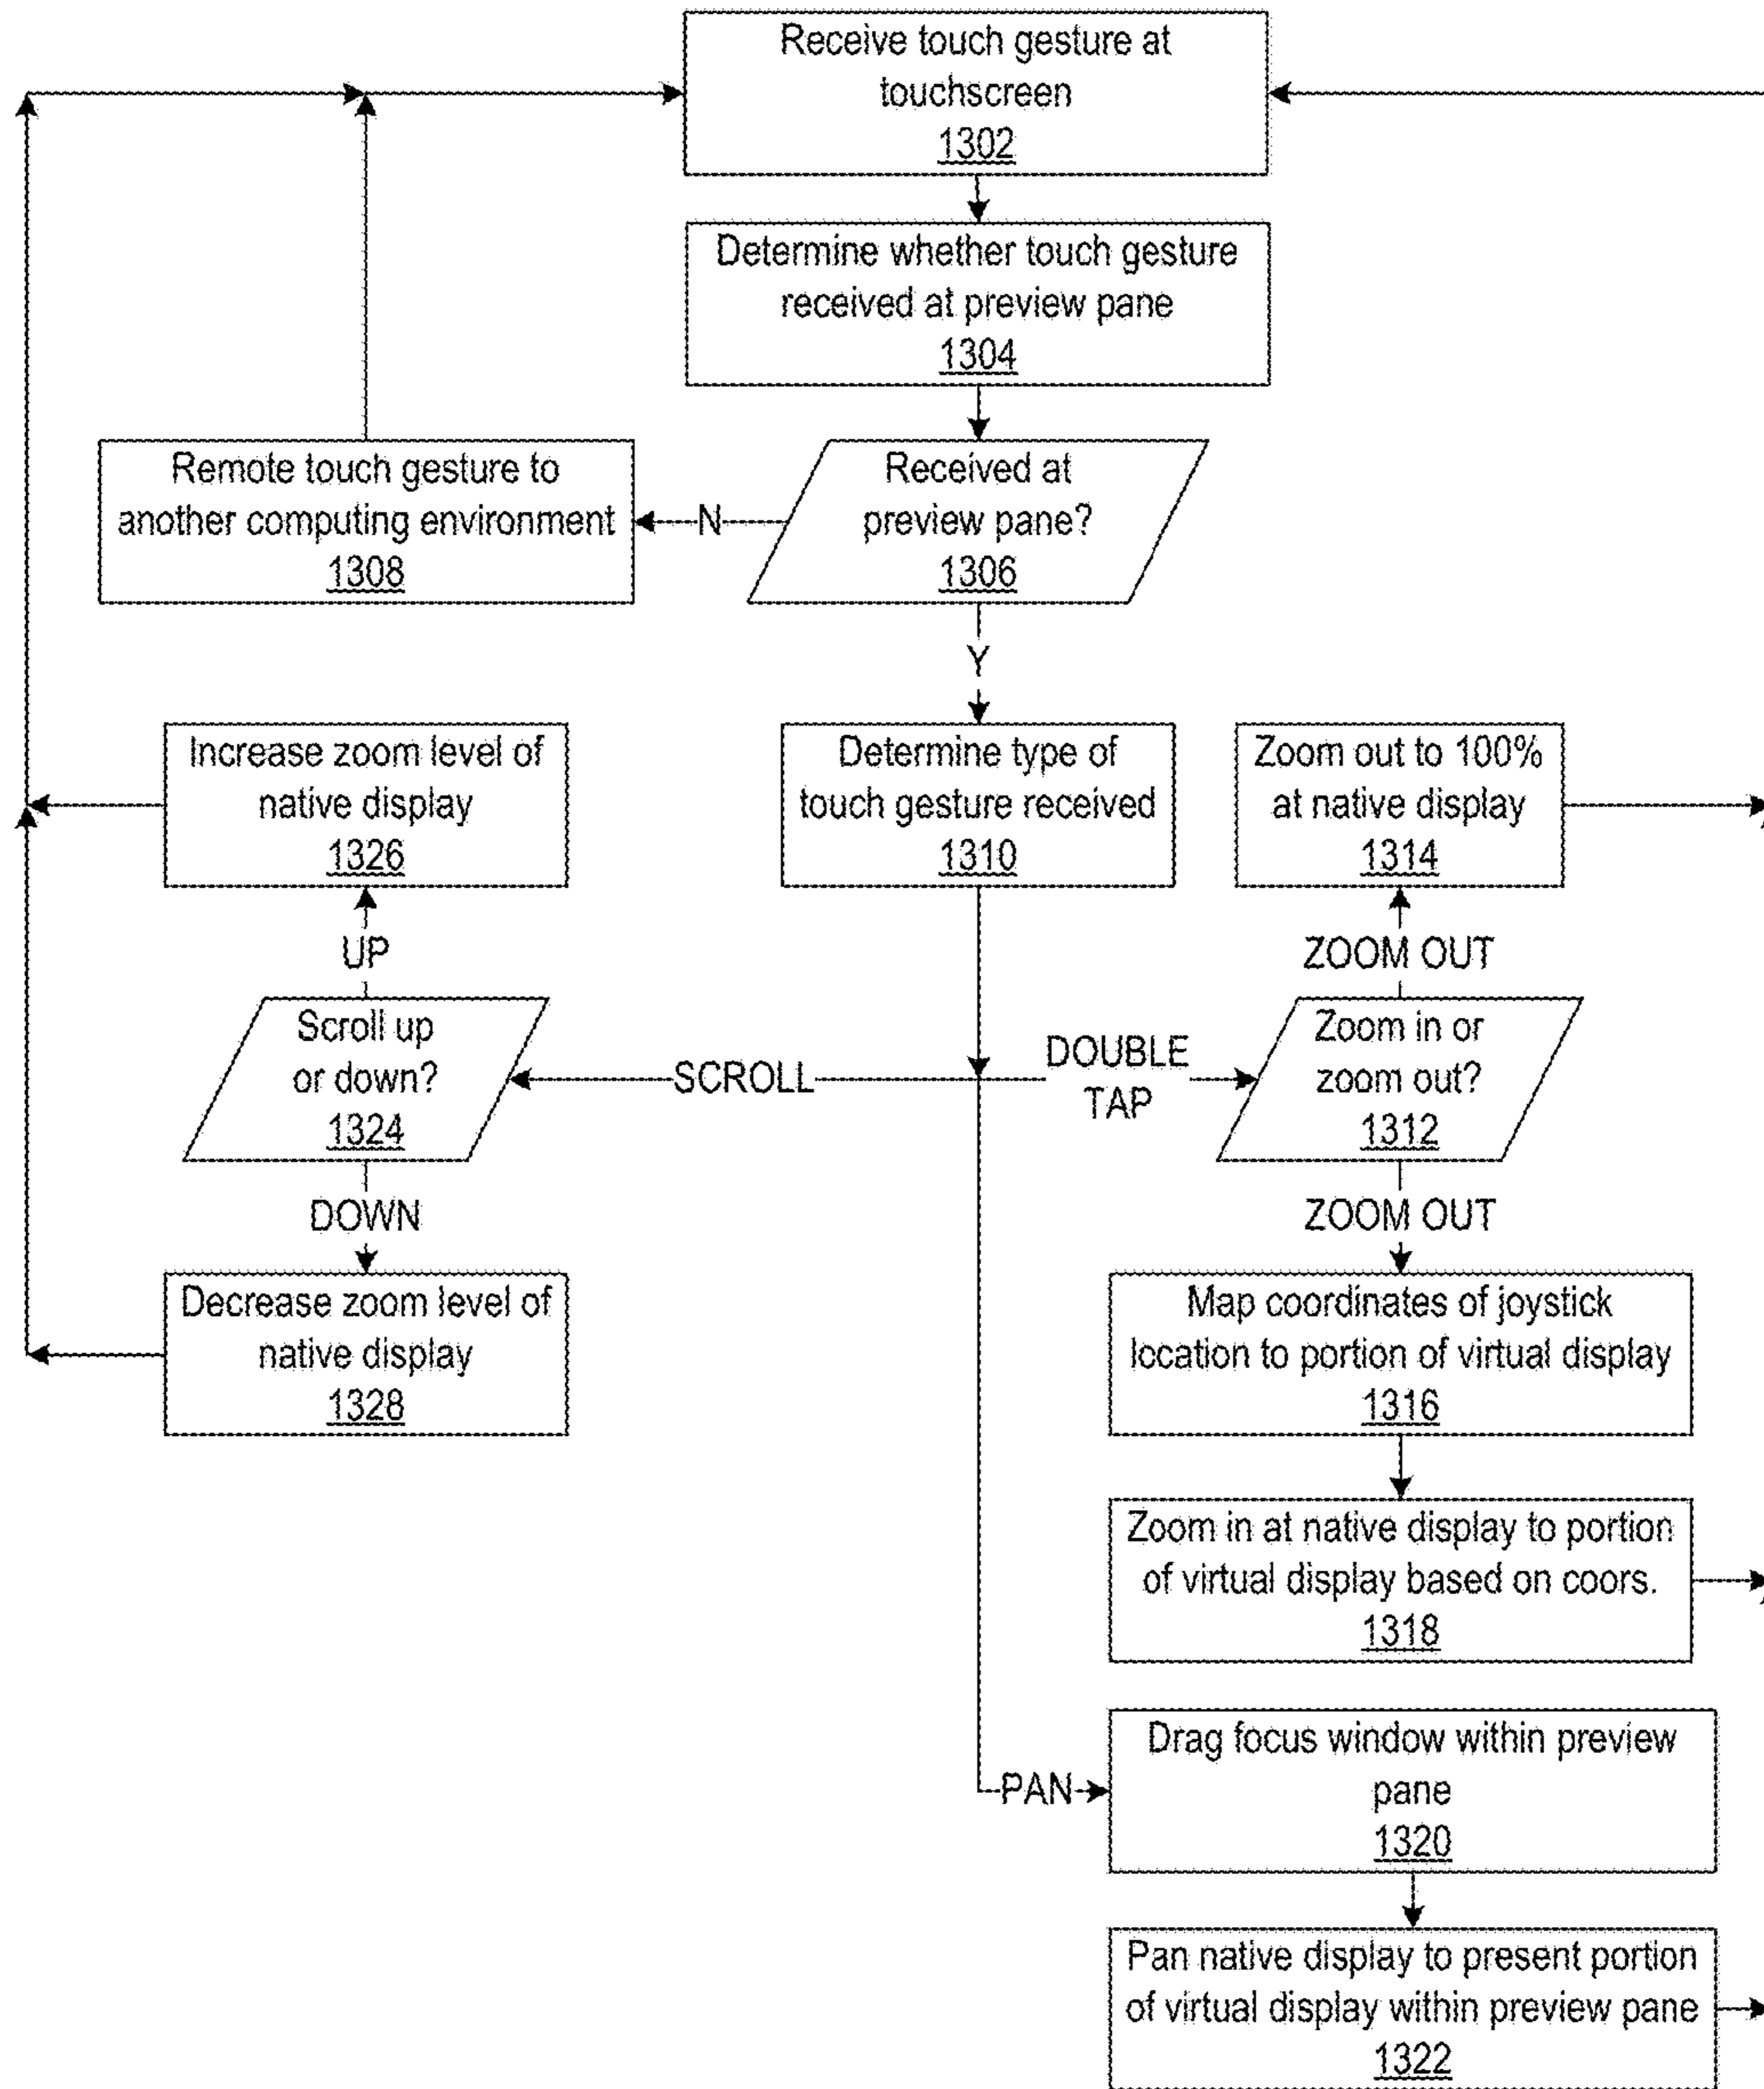 Receive touch gesture at
touchscreen
1302
Determine whether touch gesture
received at preview pane
1304
Received at
preview pane?
1306
N
Remote touch gesture to
another computing environment
1308
Y
Determine type of
touch gesture received
1310
DOUBLE
TAP
Zoom in or
zoom out?
1312
ZOOM OUT
Zoom out to 100%
at native display
1314
ZOOM OUT
Map coordinates of joystick
location to portion of virtual display
1316
Zoom in at native display to portion
of virtual display based on coors.
1318
PAN
Drag focus window within preview
pane
1320
Pan native display to present portion
of virtual display within preview pane
1322
SCROLL
Scroll up
or down?
1324
UP
Increase zoom level of
native display
1326
DOWN
Decrease zoom level of
native display
1328